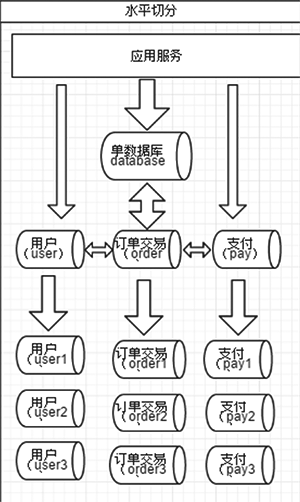 水平切分
应用服务
单数据库
database
用户
(user)
订单交易
(order
支付
(pay)
用户
(user1
订单交易
(order1
支付
(pay1
用户
(user2
订单交易
(order2
支付
(pay2
用户
(user3
订单交易
(order3
支付
(pay3